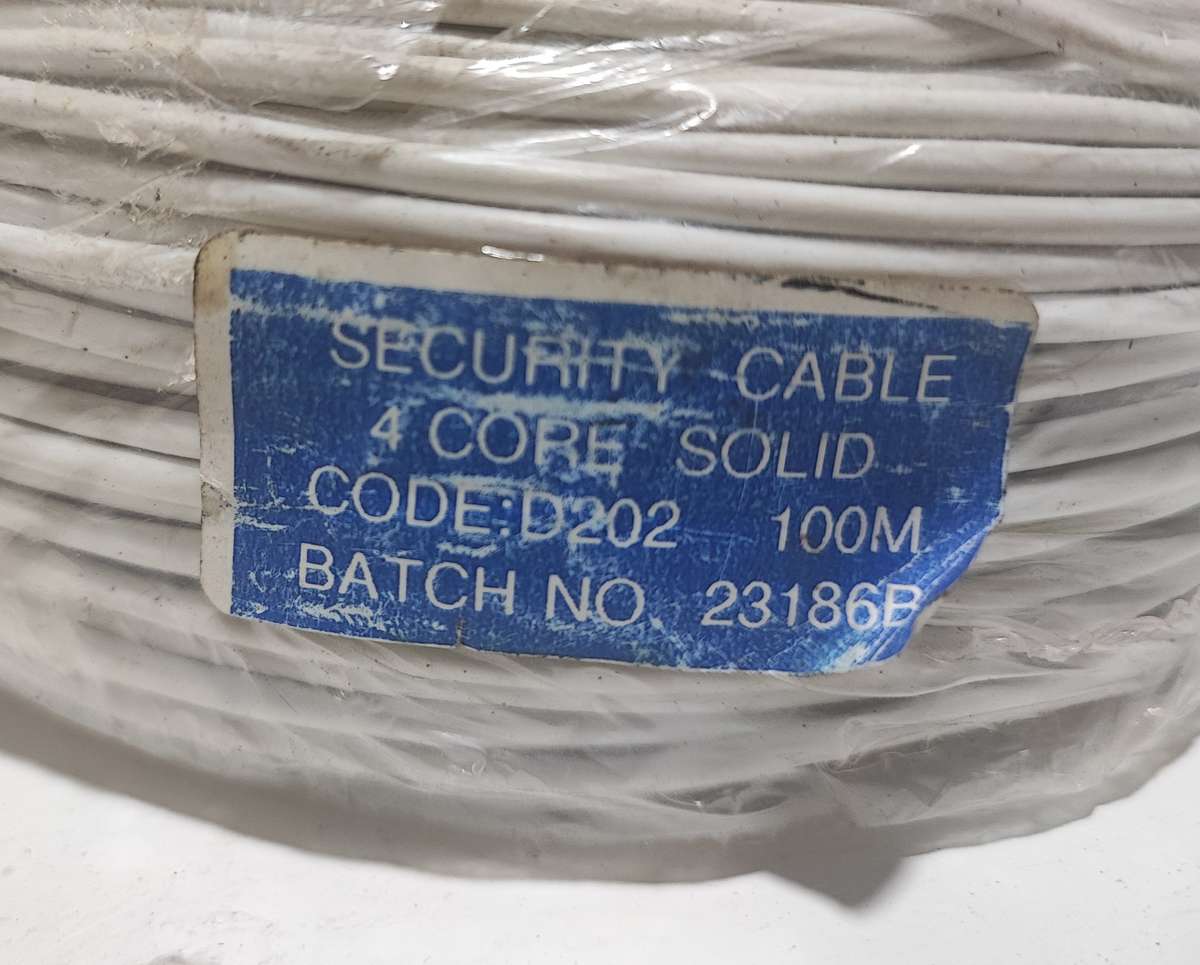 SECURITY CABLE
4 CORE SOLID
CODE:D202 100M
BATCH NO. 23186B